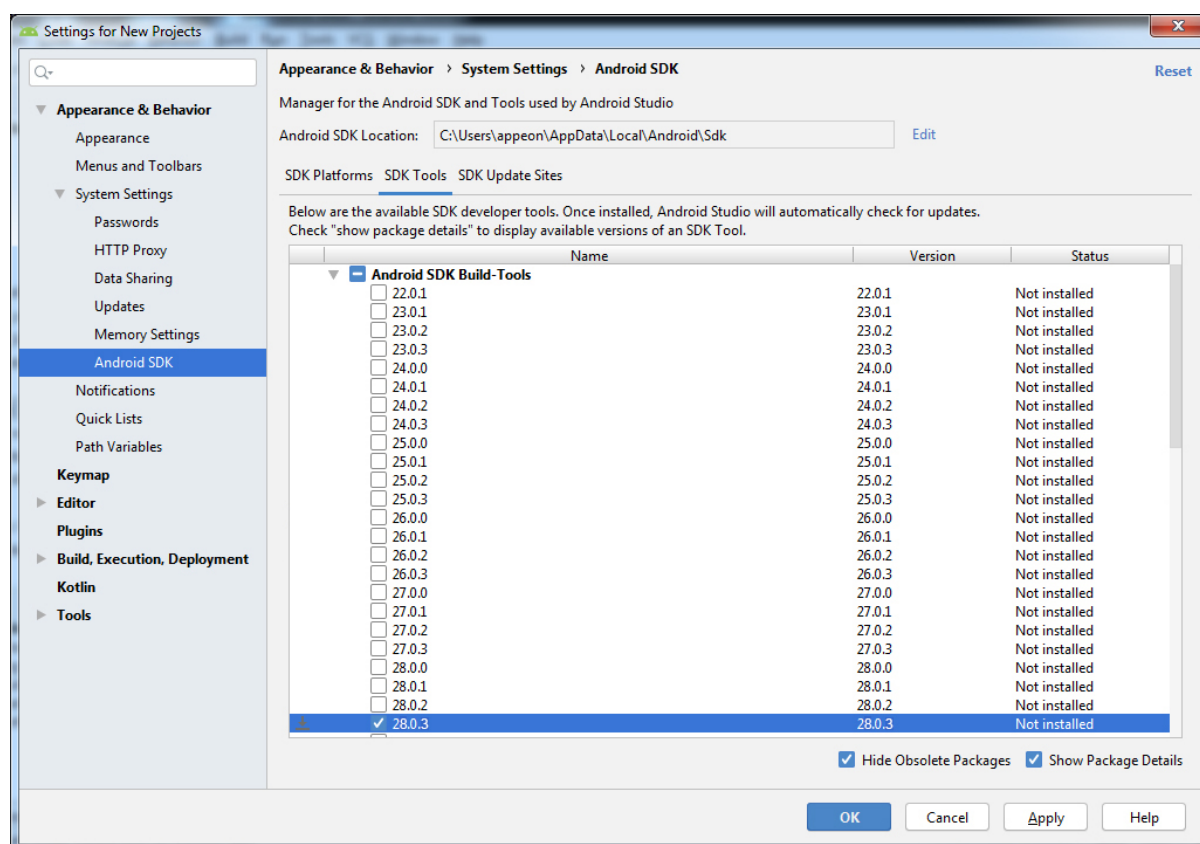 Settings for New Projects
Appearance & Behavior
Appearance
Menus and Toolbars
System Settings
Passwords
HTTP Proxy
Data Sharing
Updates
Memory Settings
Android SDK
Notifications
Quick Lists
Path Variables
Keymap
Editor
Plugins
Build, Execution, Deployment
Kotlin
Tools
Appearance & Behavior › System Settings › Android SDK Reset
Manager for the Android SDK and Tools used by Android Studio
Android SDK Location: C:\Users\appeon\AppData\Local\Android\Sdk Edit
SDK Platforms SDK Tools SDK Update Sites
Below are the available SDK developer tools. Once installed, Android Studio will automatically check for updates.
Check "show package details" to display available versions of an SDK Tool.
Name Version Status
Android SDK Build-Tools
22.0.1 22.0.1 Not installed
23.0.1 23.0.1 Not installed
23.0.2 23.0.2 Not installed
23.0.3 23.0.3 Not installed
24.0.0 24.0.0 Not installed
24.0.1 24.0.1 Not installed
24.0.2 24.0.2 Not installed
24.0.3 24.0.3 Not installed
25.0.0 25.0.0 Not installed
25.0.1 25.0.1 Not installed
25.0.2 25.0.2 Not installed
25.0.3 25.0.3 Not installed
26.0.0 26.0.0 Not installed
26.0.1 26.0.1 Not installed
26.0.2 26.0.2 Not installed
26.0.3 26.0.3 Not installed
27.0.0 27.0.0 Not installed
27.0.1 27.0.1 Not installed
27.0.2 27.0.2 Not installed
27.0.3 27.0.3 Not installed
28.0.0 28.0.0 Not installed
28.0.1 28.0.1 Not installed
28.0.2 28.0.2 Not installed
28.0.3 28.0.3 Not installed
Hide Obsolete Packages Show Package Details
OK Cancel Apply Help